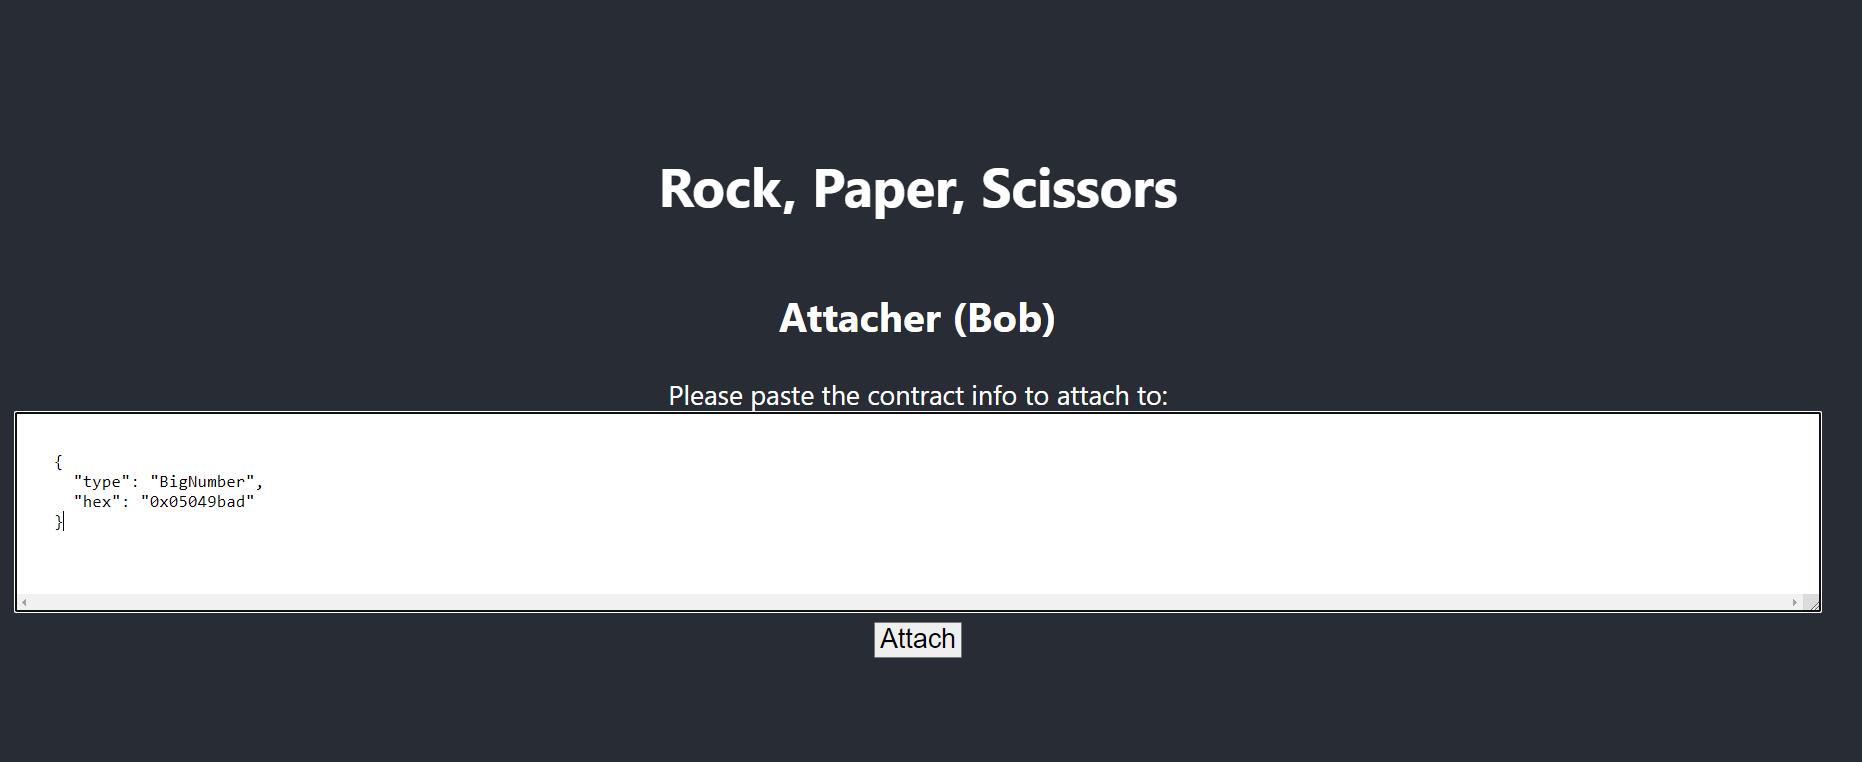 Rock, Paper, Scissors
Attacher (Bob)
Please paste the contract info to attach to:
{
  "type": "BigNumber",
  "hex": "0x05049bad"
}
Attach